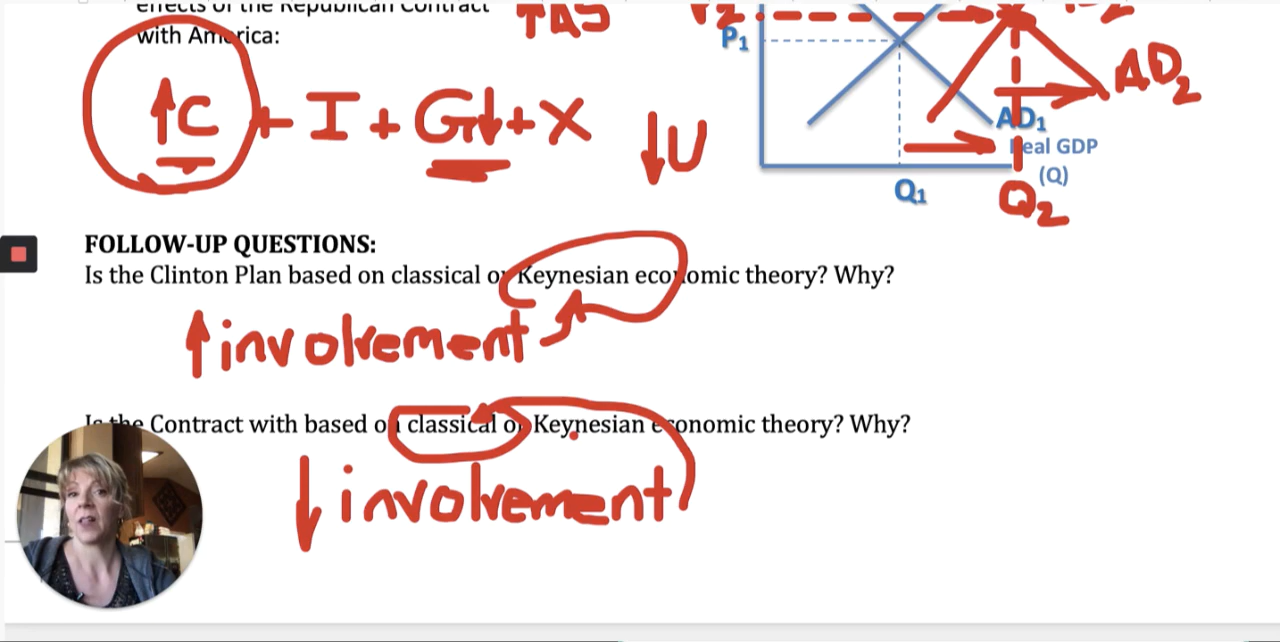 effects of the Republican Contract
with America:
↑AS
P₁
↑C + I + G↓ + X
↓U
AD₂
AD₁
Real GDP
(Q)
Q₁
Q₂
FOLLOW-UP QUESTIONS:
Is the Clinton Plan based on classical or Keynesian economic theory? Why?
↑ involvement
Is the Contract with based on classical or Keynesian economic theory? Why?
↓ involvement